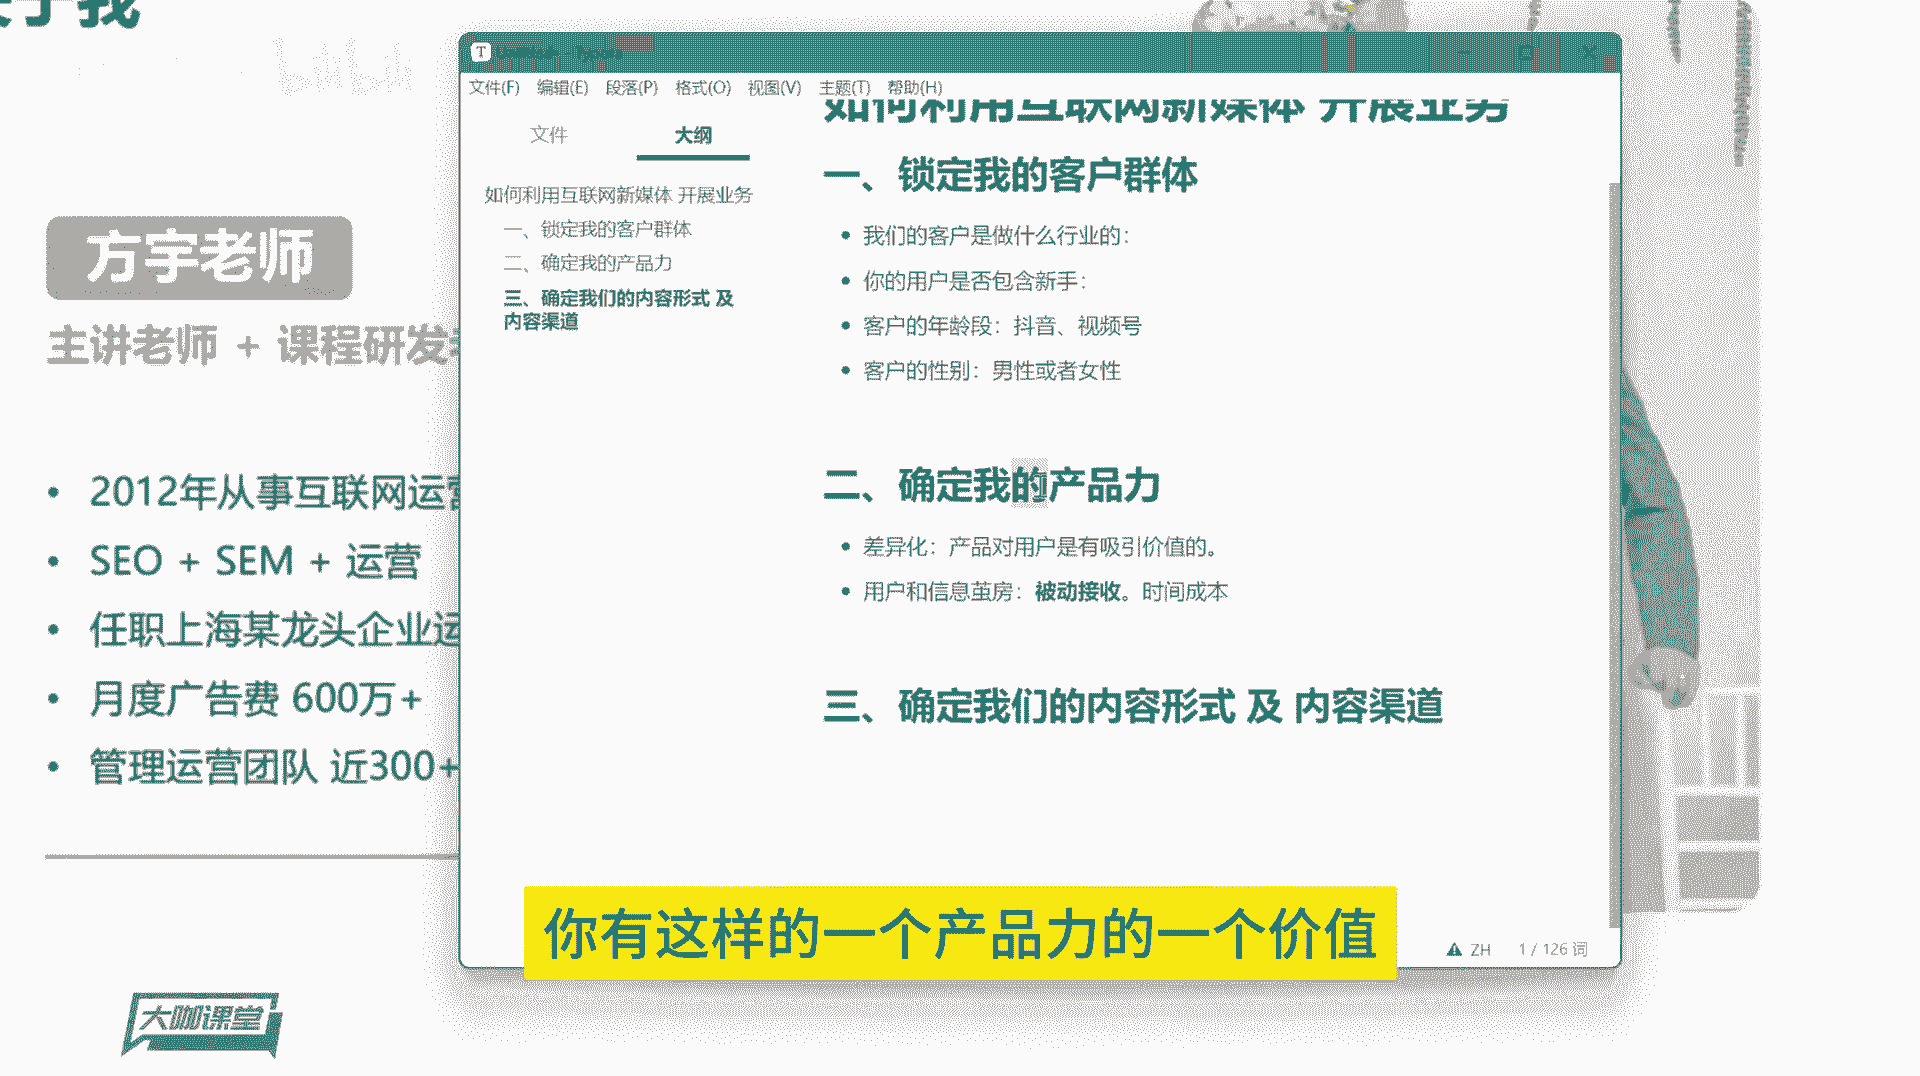 bilibili
方宇老师
主讲老师 + 课程研发
2012年从事互联网运营
SEO + SEM + 运营
任职上海某龙头企业运
月度广告费 600万+
管理运营团队 近300+
大咖课堂
文件(F) 编辑(E) 段落(P) 格式(O) 视图(V) 主题(T) 帮助(H)
文件 大纲
如何利用互联网新媒体 开展业务
一、锁定我的客户群体
二、确定我的产品力
三、确定我们的内容形式 及
内容渠道
如何利用互联网新媒体 开展业务
一、锁定我的客户群体
我们的客户是做什么行业的：
你的用户是否包含新手：
客户的年龄段：抖音、视频号
客户的性别：男性或者女性
二、确定我的产品力
差异化：产品对用户是有吸引价值的。
用户和信息茧房：被动接收。时间成本
三、确定我们的内容形式 及 内容渠道
ZH 1 / 126 词
你有这样的一个产品力的一个价值